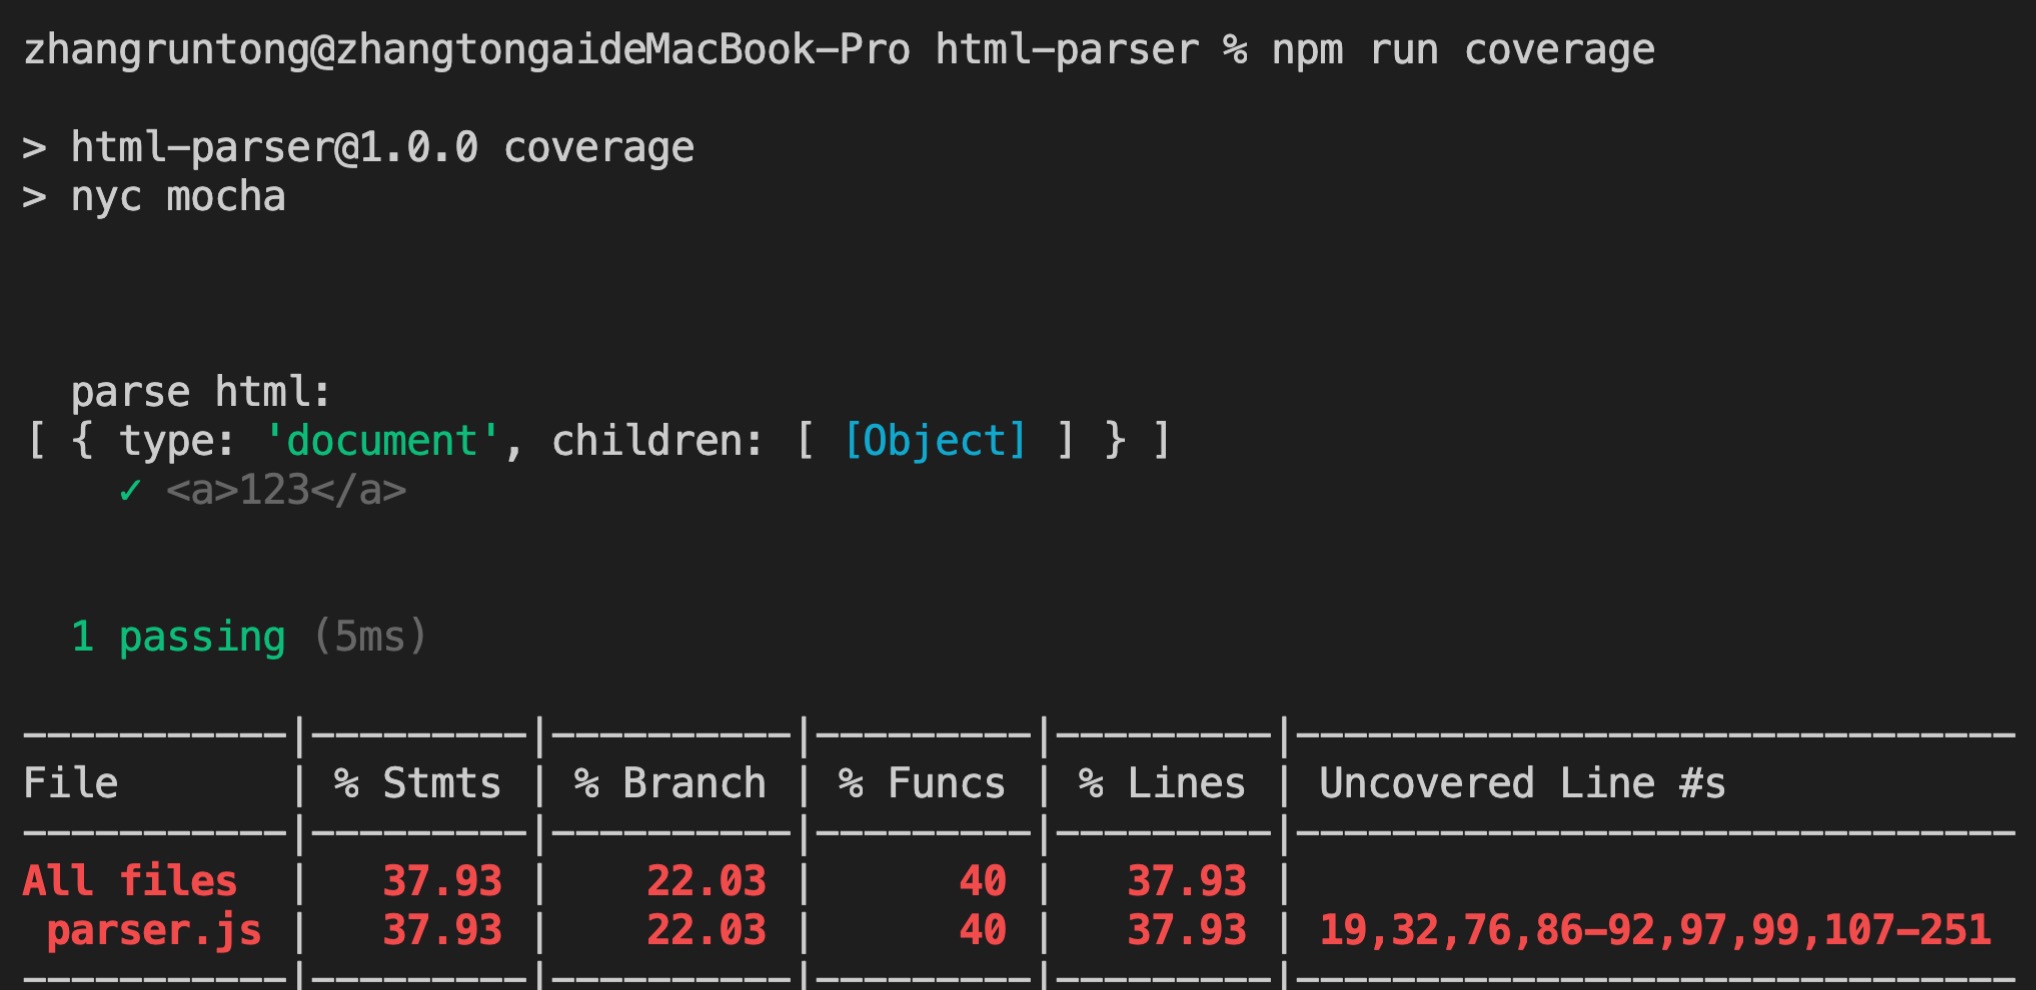 zhangruntong@zhangtongaideMacBook-Pro html-parser % npm run coverage
> html-parser@1.0.0 coverage
> nyc mocha
parse html:
[ { type: 'document', children: [ [Object] ] } ]
✓ <a>123</a>
1 passing (5ms)
-----------|---------|----------|---------|---------|------------------------------
File       | % Stmts | % Branch | % Funcs | % Lines | Uncovered Line #s
-----------|---------|----------|---------|---------|------------------------------
All files  |   37.93 |    22.03 |      40 |   37.93 |
 parser.js |   37.93 |    22.03 |      40 |   37.93 | 19,32,76,86-92,97,99,107-251
-----------|---------|----------|---------|---------|------------------------------